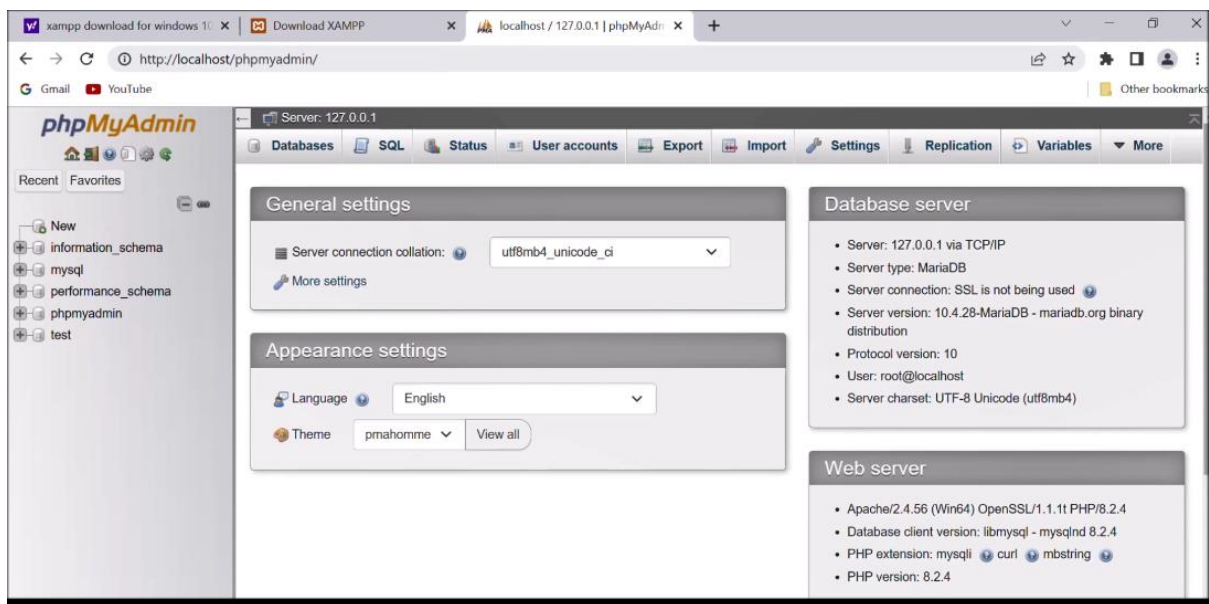 xampp download for windows 10
Download XAMPP
localhost / 127.0.0.1 | phpMyAdn
http://localhost/phpmyadmin/
Gmail
YouTube
Other bookmarks
phpMyAdmin
Recent Favorites
New
information_schema
mysql
performance_schema
phpmyadmin
test
Server: 127.0.0.1
Databases SQL Status User accounts Export Import Settings Replication Variables More
General settings
Server connection collation:
utf8mb4_unicode_ci
More settings
Appearance settings
Language
English
Theme
pmahomme
View all
Database server
• Server: 127.0.0.1 via TCP/IP
• Server type: MariaDB
• Server connection: SSL is not being used
• Server version: 10.4.28-MariaDB - mariadb.org binary
distribution
• Protocol version: 10
• User: root@localhost
• Server charset: UTF-8 Unicode (utf8mb4)
Web server
• Apache/2.4.56 (Win64) OpenSSL/1.1.1t PHP/8.2.4
• Database client version: libmysql - mysqlnd 8.2.4
• PHP extension: mysqli curl mbstring
• PHP version: 8.2.4